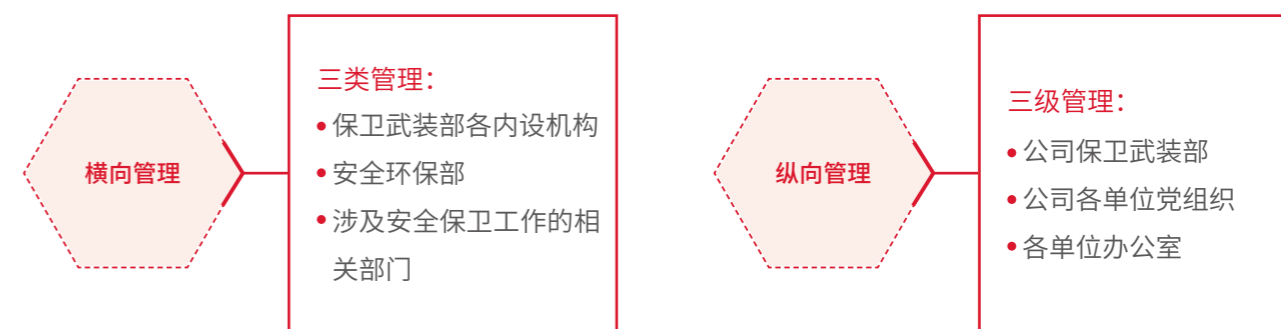 横向管理
三类管理：
•保卫武装部各内设机构
•安全环保部
•涉及安全保卫工作的相
关部门
纵向管理
三级管理：
•公司保卫武装部
•公司各单位党组织
•各单位办公室